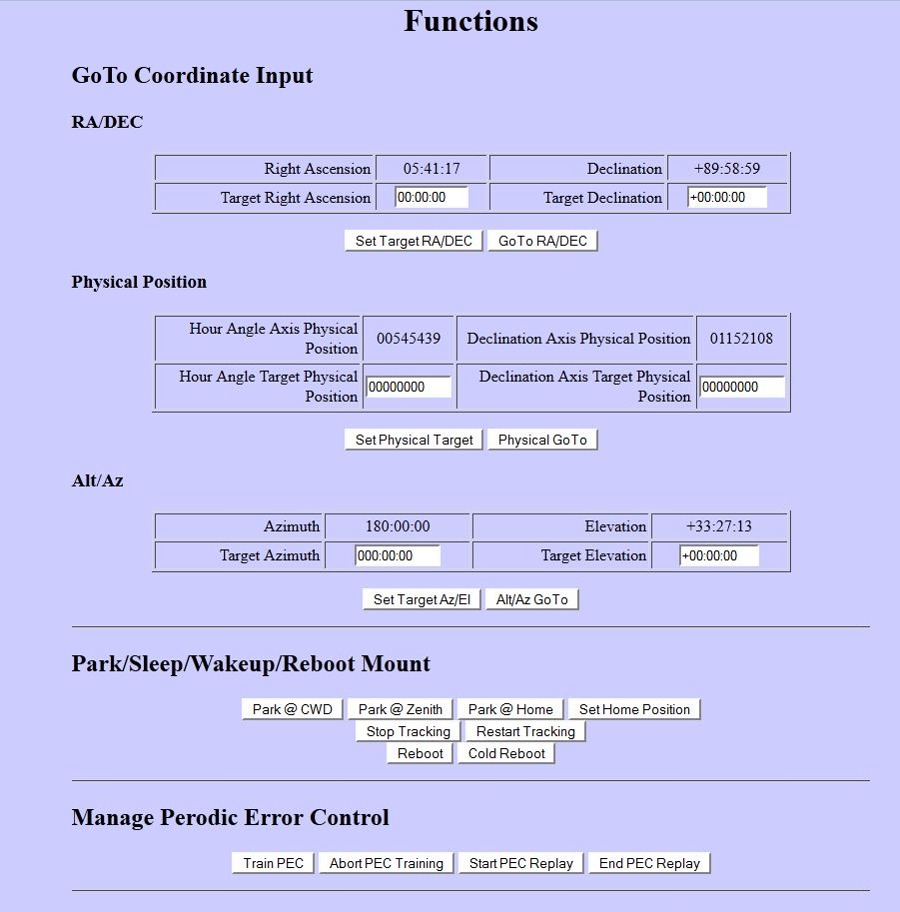 Functions
GoTo Coordinate Input
RA/DEC
Right Ascension 05:41:17 Declination +89:58:59
Target Right Ascension 00:00:00 Target Declination +00:00:00
Set Target RA/DEC GoTo RA/DEC
Physical Position
Hour Angle Axis Physical
Position 00545439 Declination Axis Physical Position 01152108
Hour Angle Target Physical
Position 00000000 Declination Axis Target Physical
Position 00000000
Set Physical Target Physical GoTo
Alt/Az
Azimuth 180:00:00 Elevation +33:27:13
Target Azimuth 000:00:00 Target Elevation +00:00:00
Set Target Az/El Alt/Az GoTo
Park/Sleep/Wakeup/Reboot Mount
Park @ CWD Park @ Zenith Park @ Home Set Home Position
Stop Tracking Restart Tracking
Reboot Cold Reboot
Manage Perodic Error Control
Train PEC Abort PEC Training Start PEC Replay End PEC Replay